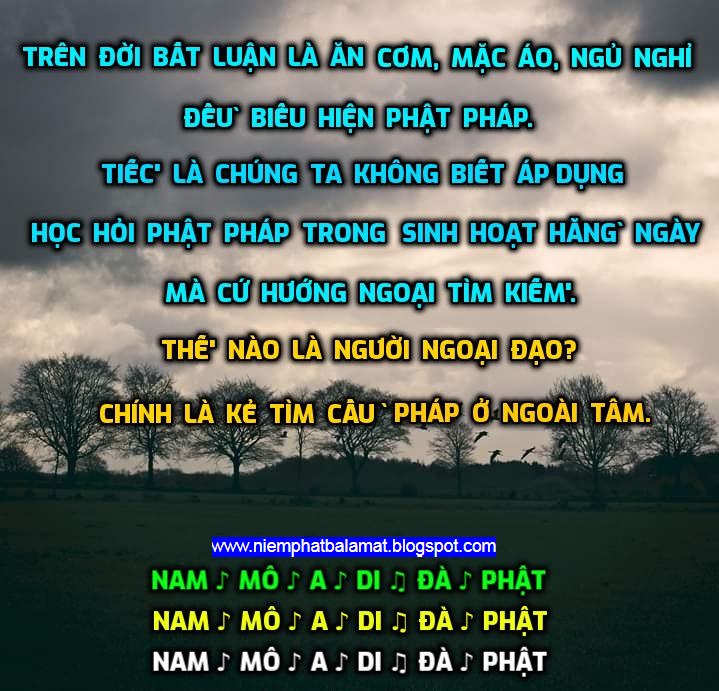 TRÊN ĐỜI BẤT LUẬN LÀ ĂN CƠM, MẶC ÁO, NGỦ NGHỈ
ĐỀU BIỂU HIỆN PHẬT PHÁP.
TIẾC LÀ CHÚNG TA KHÔNG BIẾT ÁP DỤNG
HỌC HỎI PHẬT PHÁP TRONG SINH HOẠT HẰNG NGÀY
MÀ CỨ HƯỚNG NGOẠI TÌM KIẾM.
THẾ NÀO LÀ NGƯỜI NGOẠI ĐẠO?
CHÍNH LÀ KẺ TÌM CẦU PHÁP Ở NGOÀI TÂM.
www.niemphatbalamat.blogspot.com
NAM ♪ MÔ ♪ A ♪ DI ♫ ĐÀ ♪ PHẬT
NAM ♪ MÔ ♪ A ♪ DI ♫ ĐÀ ♪ PHẬT
NAM ♪ MÔ ♪ A ♪ DI ♫ ĐÀ ♪ PHẬT